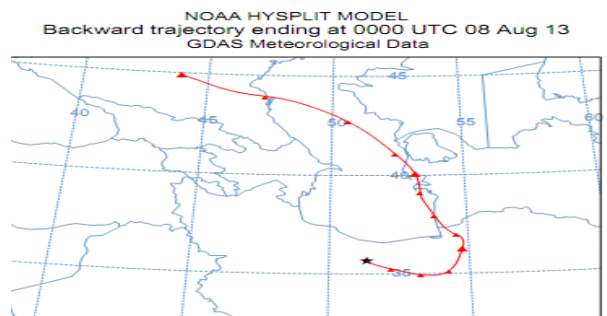 NOAA HYSPLIT MODEL
Backward trajectory ending at 0000 UTC 08 Aug 13
GDAS Meteorological Data
45
40
45
50
55
60
40
35